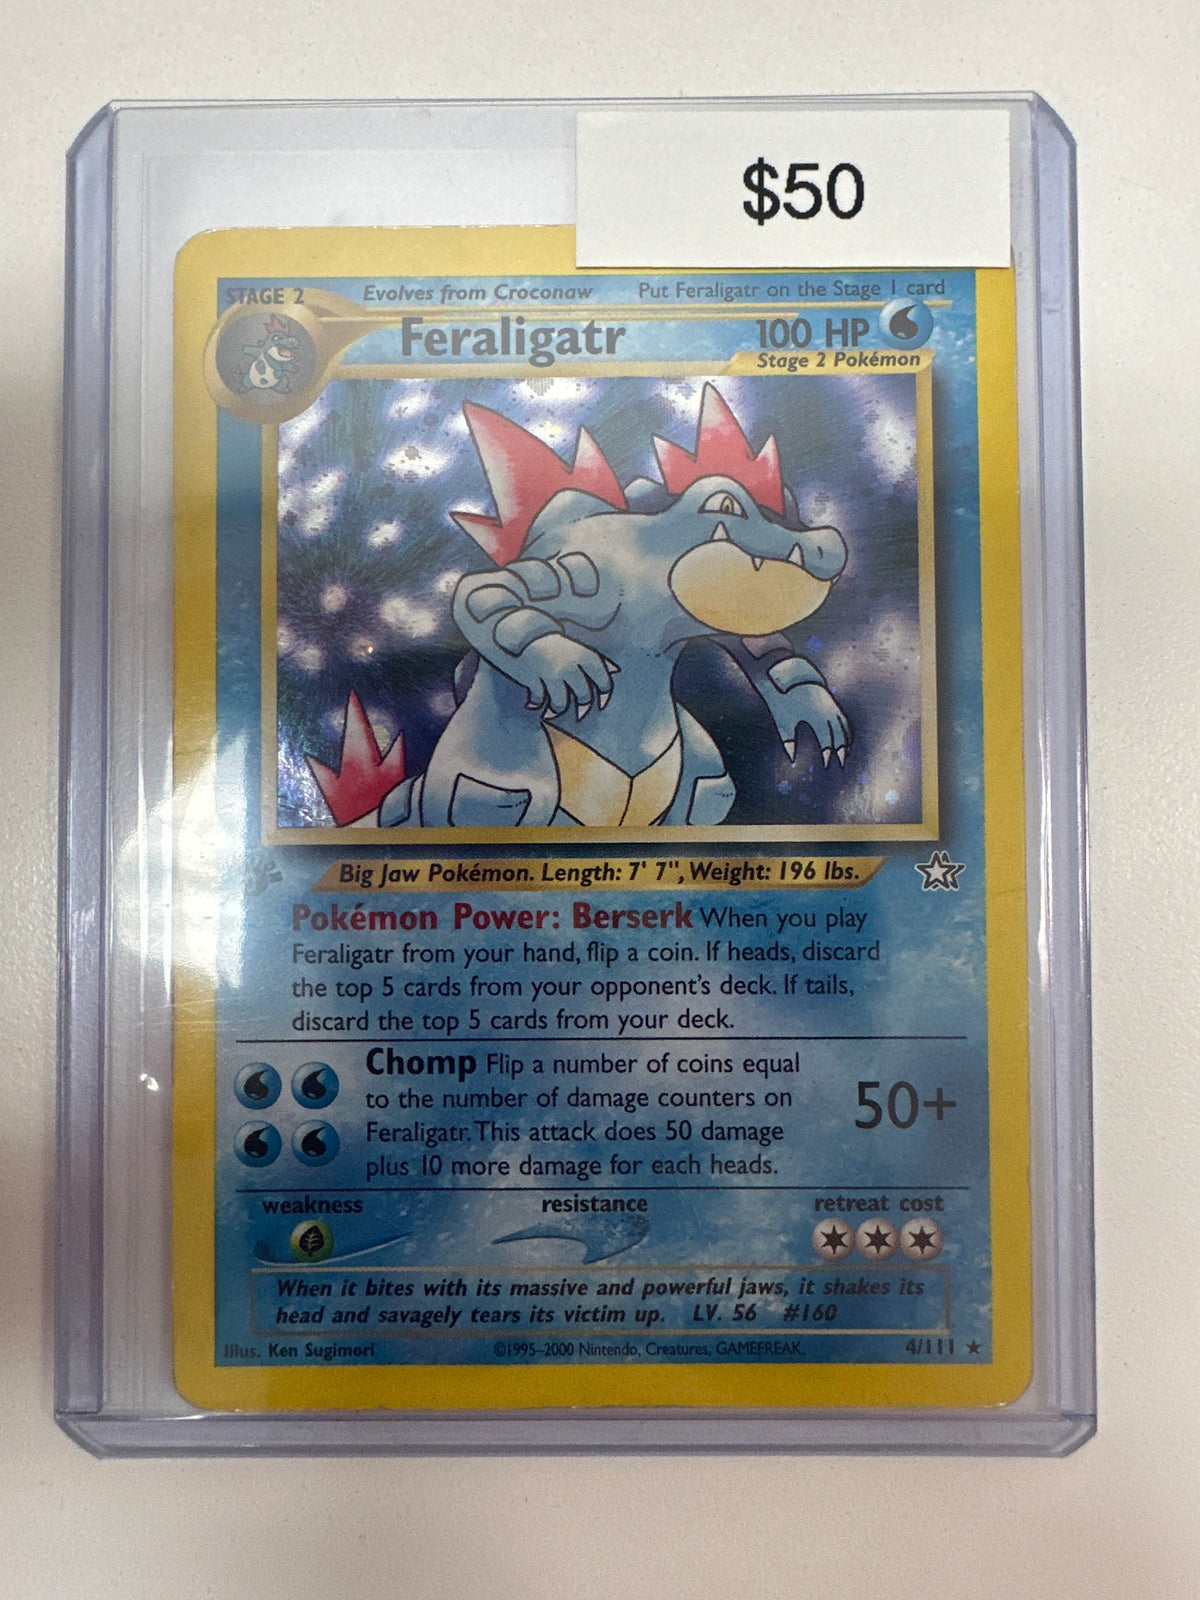 $50
STAGE 2
Evolves from Croconaw
Put Feraligatr on the Stage 1 card
Feraligatr
100 HP
Stage 2 Pokémon
Big Jaw Pokémon. Length: 7' 7", Weight: 196 lbs.
Pokémon Power: Berserk When you play
Feraligatr from your hand, flip a coin. If heads, discard
the top 5 cards from your opponent's deck. If tails,
discard the top 5 cards from your deck.
Chomp Flip a number of coins equal
to the number of damage counters on
Feraligatr. This attack does 50 damage
plus 10 more damage for each heads.
50+
weakness
resistance
retreat cost
When it bites with its massive and powerful jaws, it shakes its
head and savagely tears its victim up. LV. 56 #160
Illus. Ken Sugimori
©1995–2000 Nintendo, Creatures, GAMEFREAK.
4/111 ★